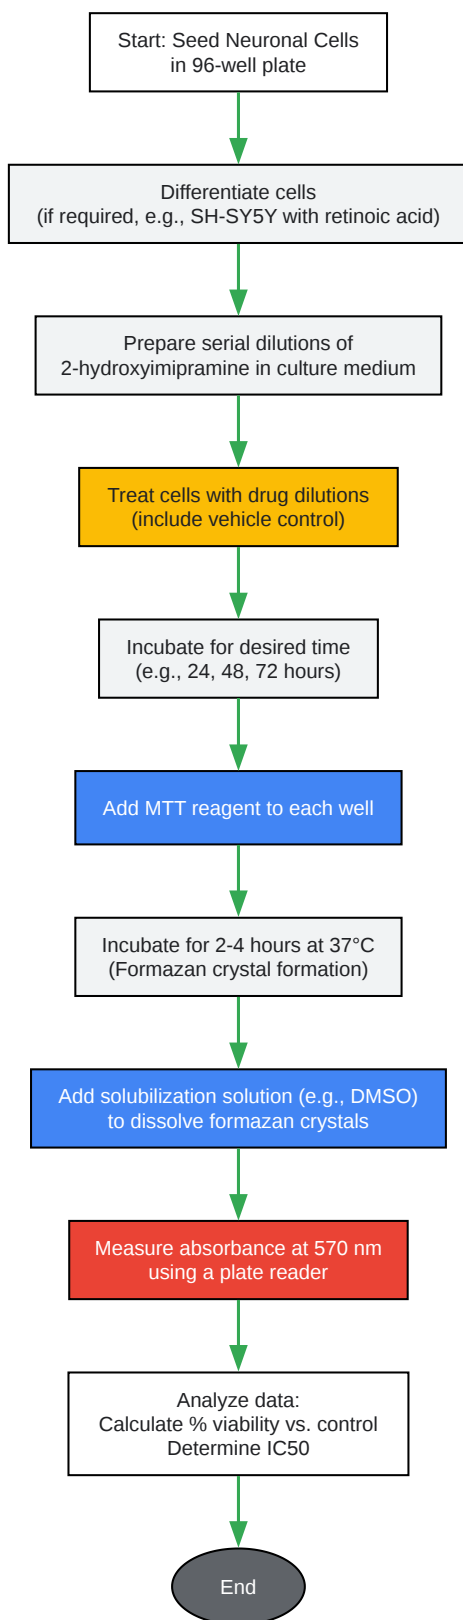 Start: Seed Neuronal Cells
in 96-well plate
Differentiate cells
(if required, e.g., SH-SY5Y with retinoic acid)
Prepare serial dilutions of
2-hydroxyimipramine in culture medium
Treat cells with drug dilutions
(include vehicle control)
Incubate for desired time
(e.g., 24, 48, 72 hours)
Add MTT reagent to each well
Incubate for 2-4 hours at 37°C
(Formazan crystal formation)
Add solubilization solution (e.g., DMSO)
to dissolve formazan crystals
Measure absorbance at 570 nm
using a plate reader
Analyze data:
Calculate % viability vs. control
Determine IC50
End